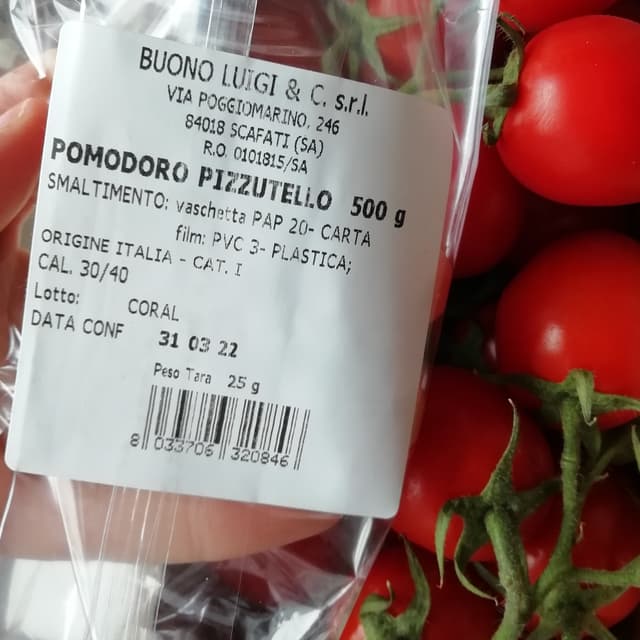 BUONO LUIGI & C. s.r.l.
VIA POGGIOMARINO, 246
84018 SCAFATI (SA)
R.O. 0101815/SA
POMODORO PIZZUTELLO 500 g
SMALTIMENTO: vaschetta PAP 20- CARTA
film: PVC 3- PLASTICA;
ORIGINE ITALIA - CAT. I
CAL. 30/40
Lotto: CORAL
DATA CONF 31 03 22
Peso Tara 25 g
8 033706 320846